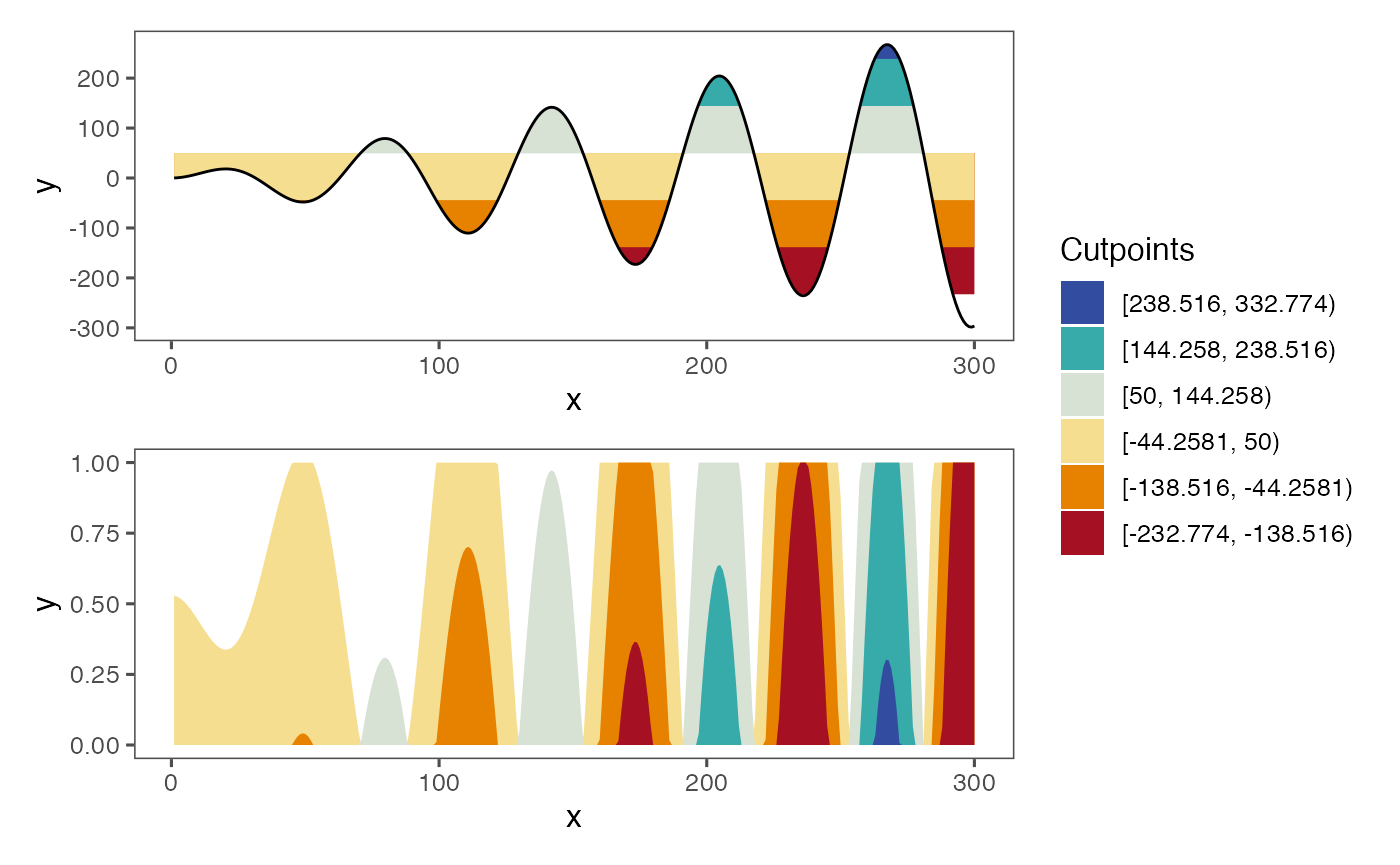 200
100
0
-100
-200
-300
y
0 100 200 300
x
1.00
0.75
0.50
0.25
0.00
y
0 100 200 300
x
Cutpoints
[238.516, 332.774)
[144.258, 238.516)
[50, 144.258)
[-44.2581, 50)
[-138.516, -44.2581)
[-232.774, -138.516)